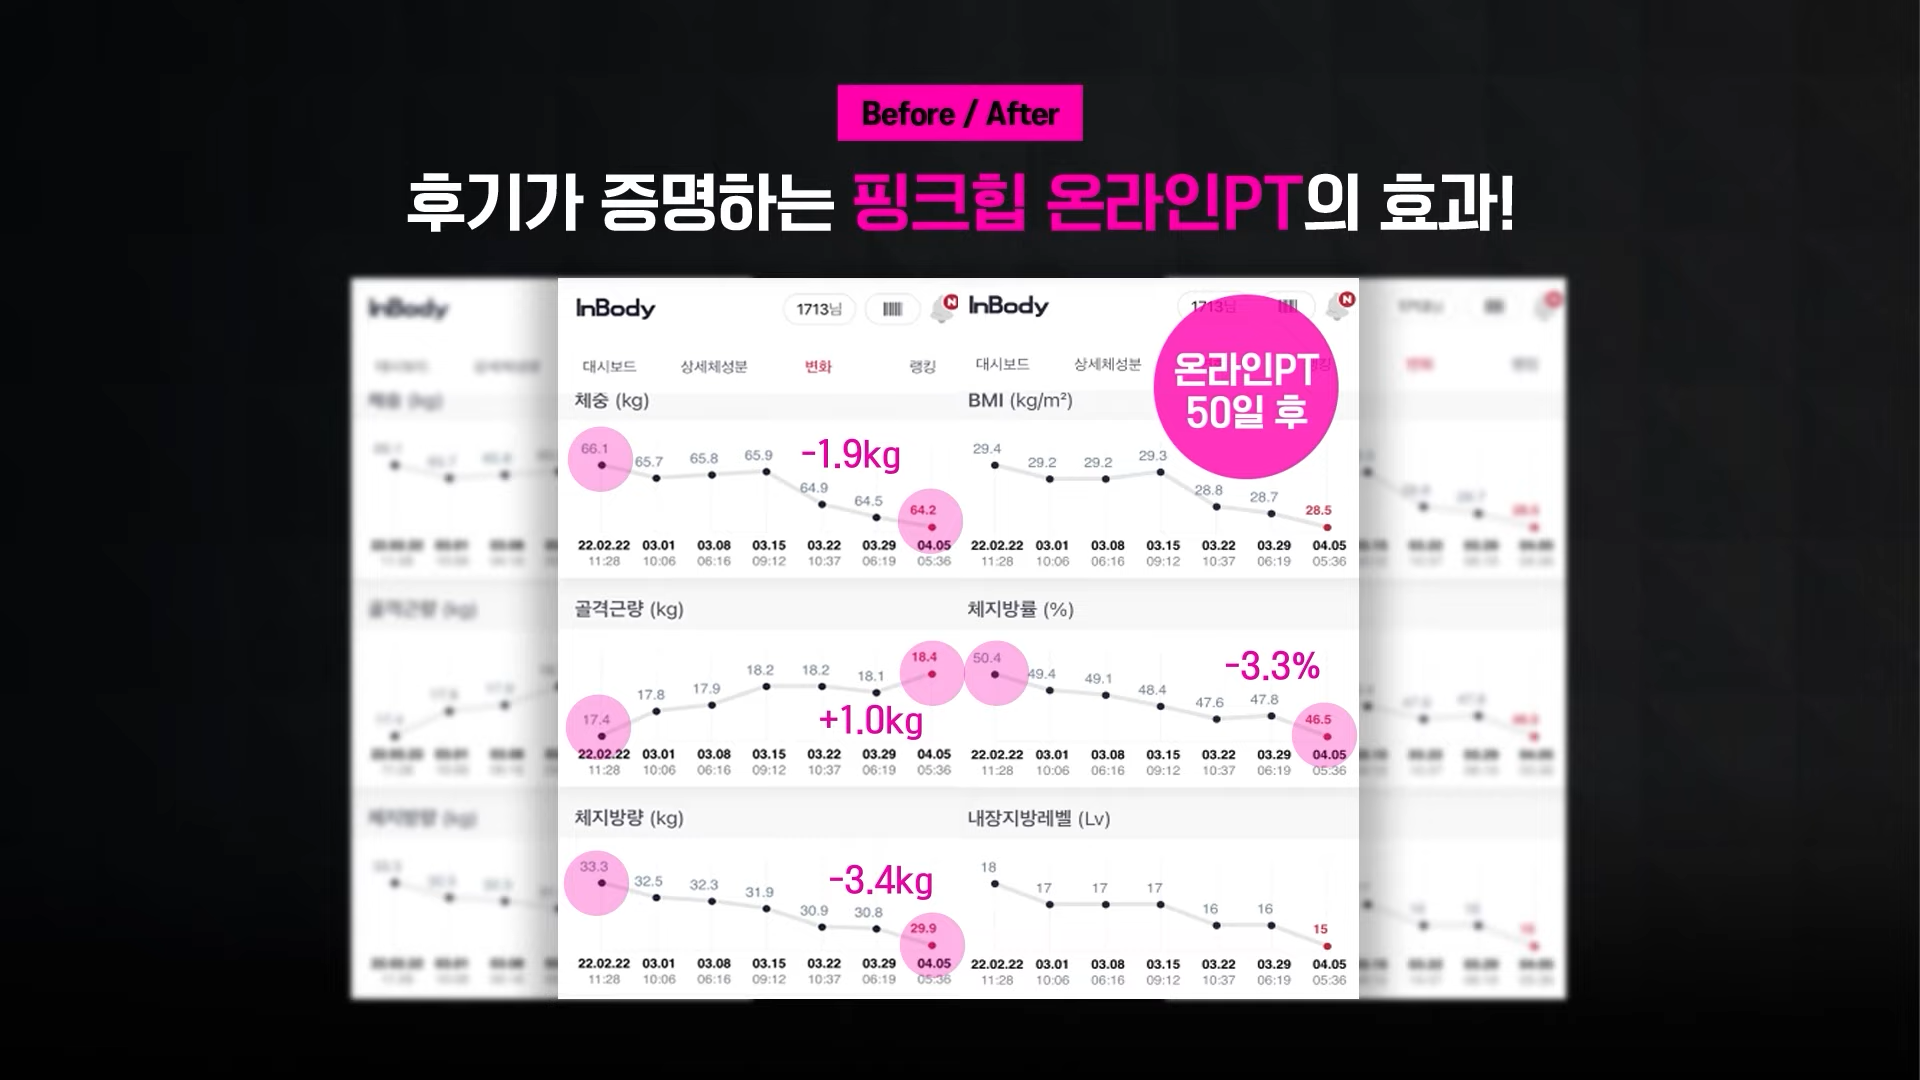 Before / After
후기가 증명하는 핑크힙 온라인PT의 효과!
InBody 1713님 N
대시보드 상세체성분 변화 랭킹
체중 (kg)
66.1 65.7 65.8 65.9 64.9 64.5 64.2
-1.9kg
22.02.22 03.01 03.08 03.15 03.22 03.29 04.05
11:28 10:06 06:16 09:12 10:37 06:19 05:36
골격근량 (kg)
17.4 17.8 17.9 18.2 18.2 18.1 18.4
+1.0kg
22.02.22 03.01 03.08 03.15 03.22 03.29 04.05
11:28 10:06 06:16 09:12 10:37 06:19 05:36
체지방량 (kg)
33.3 32.5 32.3 31.9 30.9 30.8 29.9
-3.4kg
22.02.22 03.01 03.08 03.15 03.22 03.29 04.05
11:28 10:06 06:16 09:12 10:37 06:19 05:36
InBody 1713님 N
대시보드 상세체성분
온라인PT
50일 후
BMI (kg/m²)
29.4 29.2 29.2 29.3 28.8 28.7 28.5
22.02.22 03.01 03.08 03.15 03.22 03.29 04.05
11:28 10:06 06:16 09:12 10:37 06:19 05:36
체지방률 (%)
50.4 49.4 49.1 48.4 47.6 47.8 46.5
-3.3%
22.02.22 03.01 03.08 03.15 03.22 03.29 04.05
11:28 10:06 06:16 09:12 10:37 06:19 05:36
내장지방레벨 (Lv)
18 17 17 17 16 16 15
22.02.22 03.01 03.08 03.15 03.22 03.29 04.05
11:28 10:06 06:16 09:12 10:37 06:19 05:36